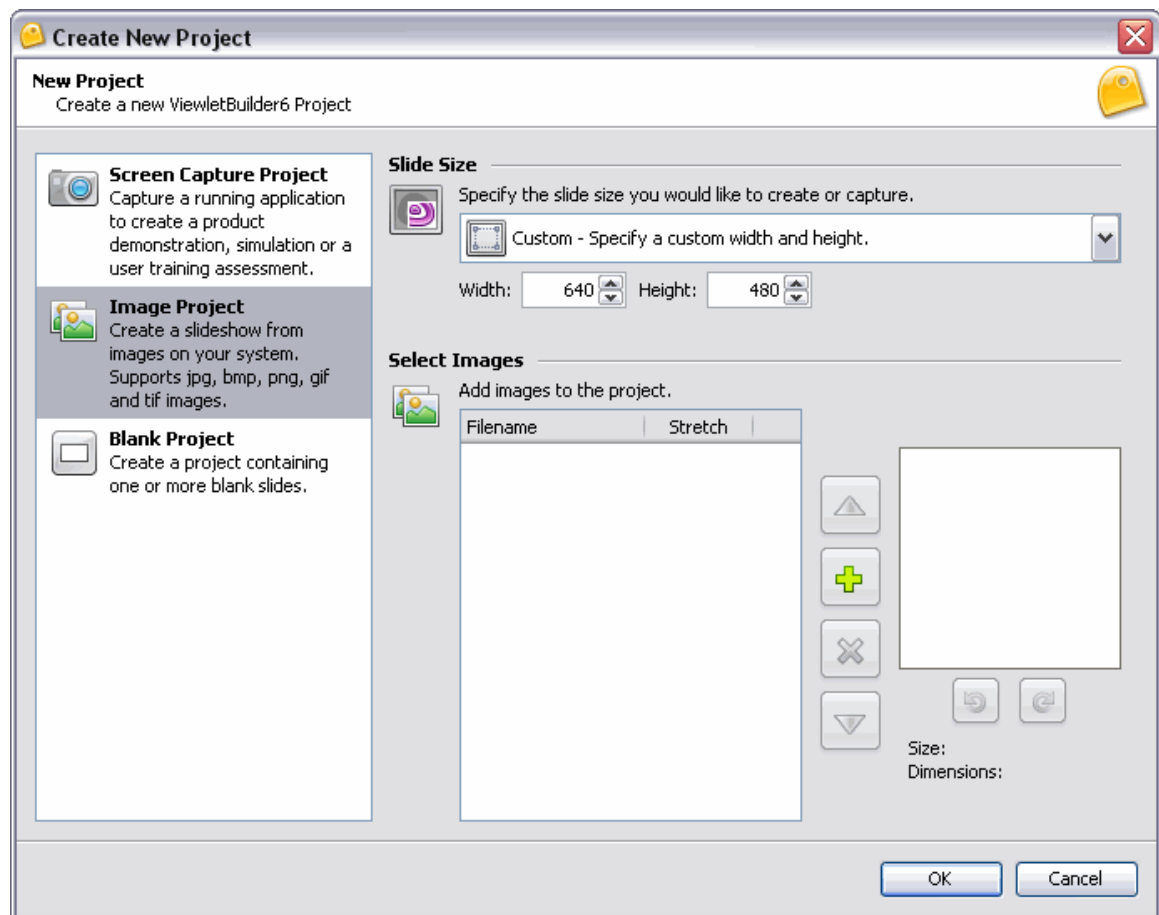 Create New Project
New Project
Create a new ViewletBuilder6 Project
Screen Capture Project
Capture a running application
to create a product
demonstration, simulation or a
user training assessment.
Image Project
Create a slideshow from
images on your system.
Supports jpg, bmp, png, gif
and tif images.
Blank Project
Create a project containing
one or more blank slides.
Slide Size
Specify the slide size you would like to create or capture.
Custom - Specify a custom width and height.
Width: 640 Height: 480
Select Images
Add images to the project.
Filename Stretch
Size:
Dimensions:
OK Cancel